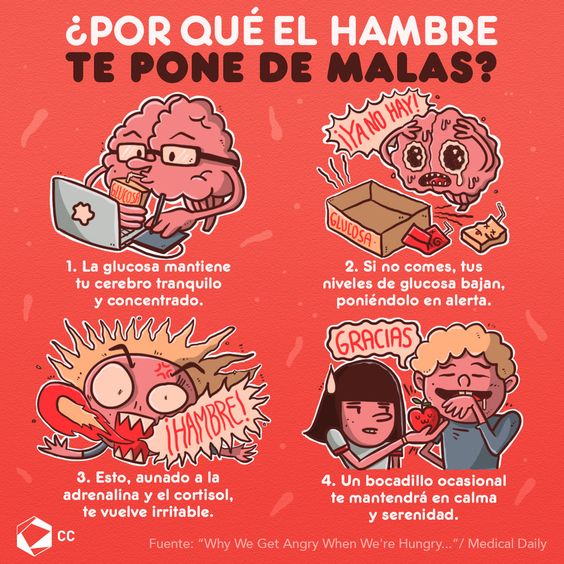 ¿POR QUÉ EL HAMBRE
TE PONE DE MALAS?
GLUCOSA
1. La glucosa mantiene
tu cerebro tranquilo
y concentrado.
¡YA NO HAY!
GLUCOSA
2. Si no comes, tus
niveles de glucosa bajan,
poniéndolo en alerta.
¡HAMBRE!
3. Esto, aunado a la
adrenalina y el cortisol,
te vuelve irritable.
GRACIAS
4. Un bocadillo ocasional
te mantendrá en calma
y serenidad.
CC
Fuente: “Why We Get Angry When We're Hungry...”/ Medical Daily